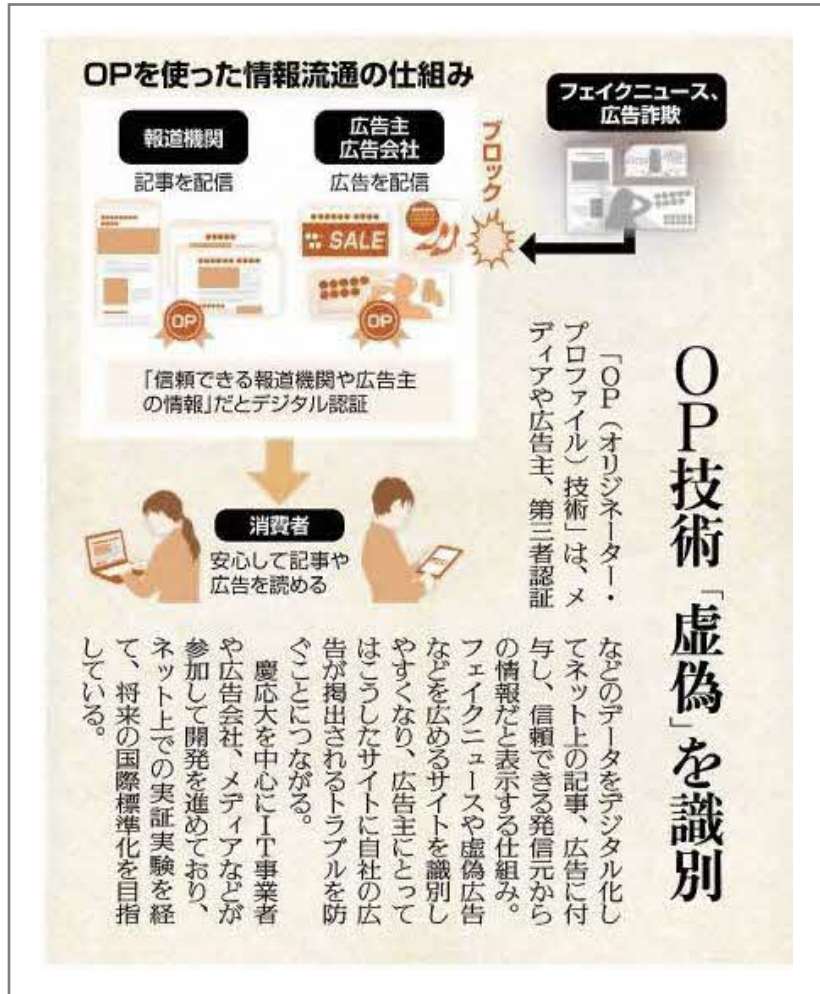 OPを使った情報流通の仕組み
フェイクニュース、
広告詐欺
報道機関
記事を配信
広告主
広告会社
広告を配信
ブロック
SALE
OP
OP
「信頼できる報道機関や広告主
の情報」だとデジタル認証
消費者
安心して記事や
広告を読める
OP技術「虚偽」を識別
「OP（オリジネーター・
プロファイル）技術」は、メ
ディアや広告主、第三者認証
などのデータをデジタル化し
てネット上の記事、広告に付
与し、信頼できる発信元から
の情報だと表示する仕組み。
フェイクニュースや虚偽広告
などを広めるサイトを識別し
やすくなり、広告主にとって
はこうしたサイトに自社の広
告が掲出されるトラブルを防
ぐことにつながる。
慶応大を中心にIT事業者
や広告会社、メディアなどが
参加して開発を進めており、
ネット上での実証実験を経
て、将来の国際標準化を目指
している。